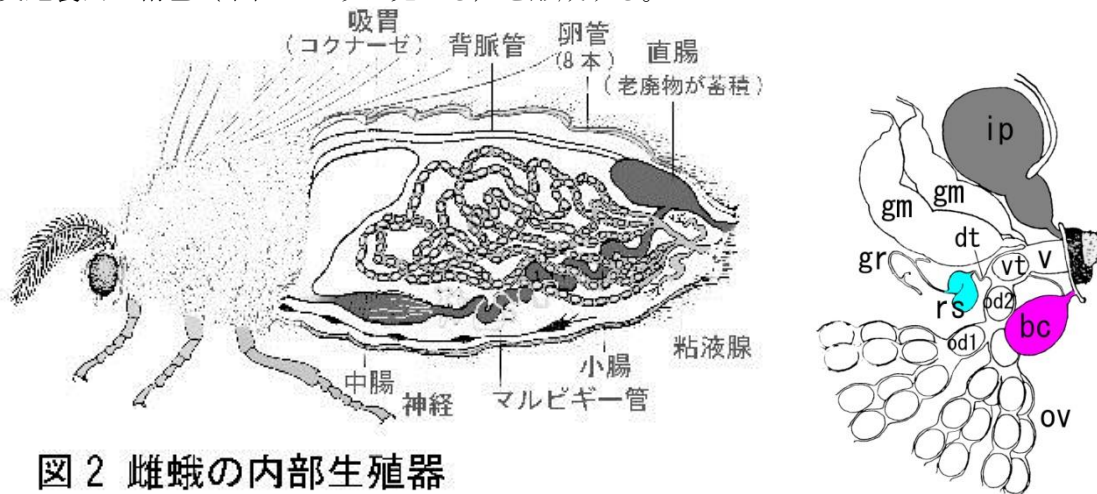 吸胃
(コクナーゼ)
背脈管
卵管
(8本)
直腸
(老廃物が蓄積)
中腸
神経
マルピギー管
小腸
粘液腺
図2 雌蛾の内部生殖器
ip
gm
gm
dt
gr
vt
v
rs
od2
bc
od1
ov